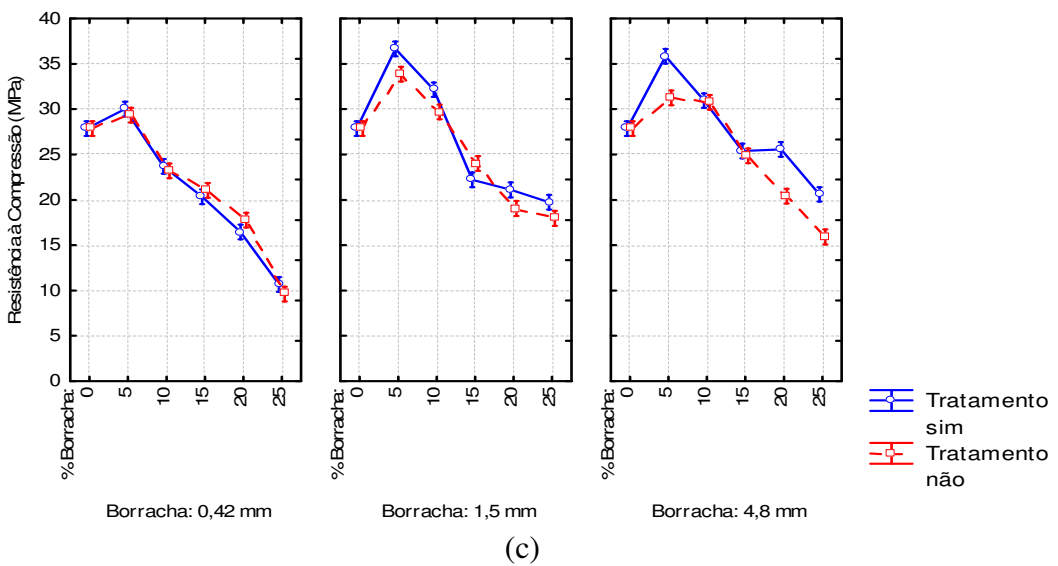 Resistência à Compressão (MPa)
40
35
30
25
20
15
10
5
0
% Borracha: 0 5 10 15 20 25
% Borracha: 0 5 10 15 20 25
% Borracha: 0 5 10 15 20 25
Borracha: 0,42 mm
Borracha: 1,5 mm
Borracha: 4,8 mm
Tratamento
sim
Tratamento
não
(c)